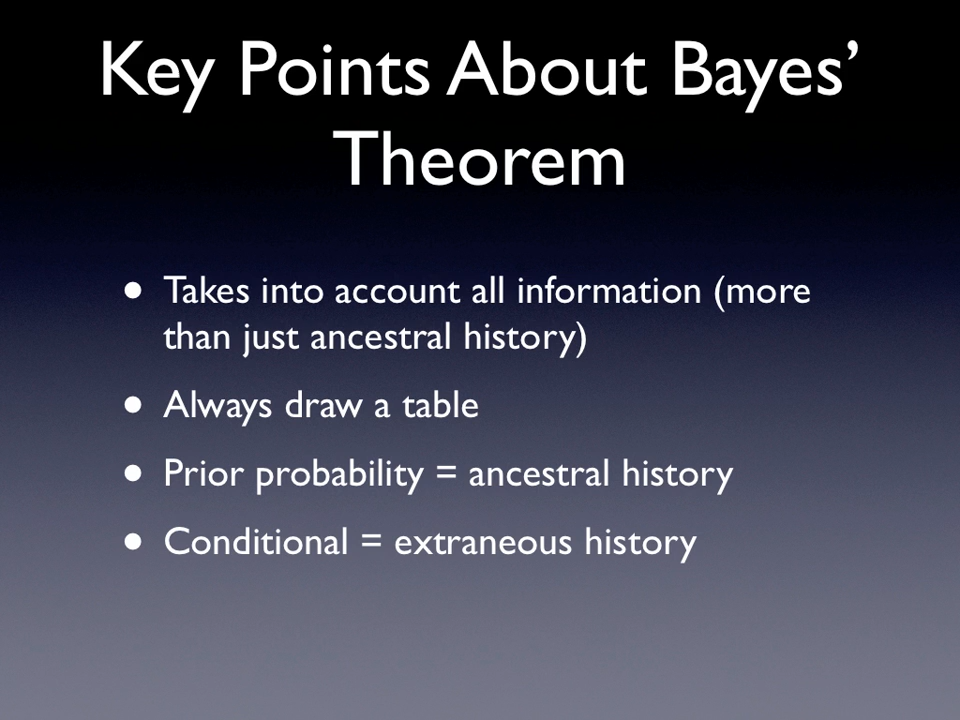 Key Points About Bayes’
Theorem
• Takes into account all information (more
than just ancestral history)
• Always draw a table
• Prior probability = ancestral history
• Conditional = extraneous history